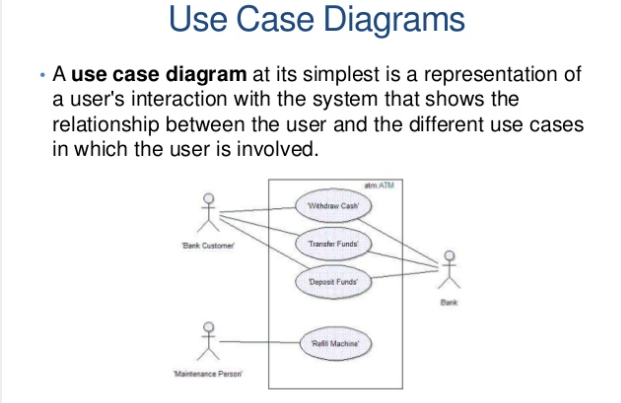 Use Case Diagrams
• A use case diagram at its simplest is a representation of
a user's interaction with the system that shows the
relationship between the user and the different use cases
in which the user is involved.
atm:ATM
'Withdraw Cash'
'Bank Customer'
'Transfer Funds'
'Deposit Funds'
Bank
'Refill Machine'
'Maintenance Person'